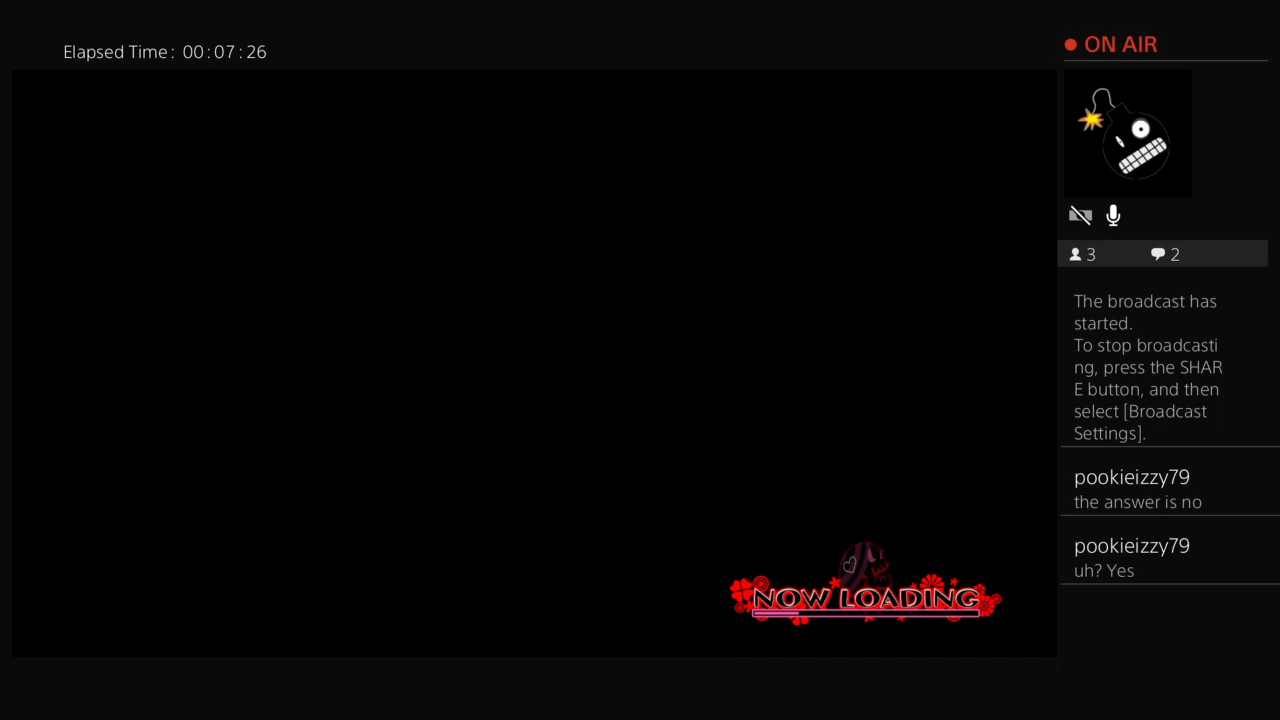 Elapsed Time: 00:07:26
ON AIR
3
2
The broadcast has
started.
To stop broadcasti
ng, press the SHAR
E button, and then
select [Broadcast
Settings].
pookieizzy79
the answer is no
pookieizzy79
uh? Yes
NOW LOADING